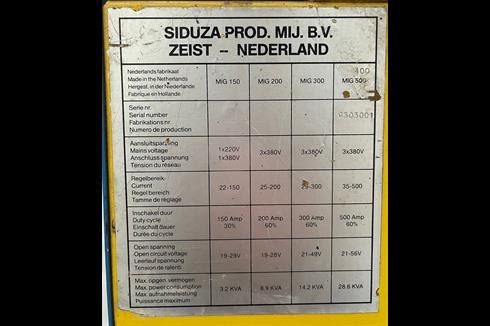 SIDUZA PROD. MIJ. B.V.
ZEIST – NEDERLAND
Nederlands fabrikaat
Made in the Netherlands
Hergest. in der Niederlande
Fabrique en Hollande
MIG 150 MIG 200 MIG 300 MIG 500
400
Serie nr.
Serial number
Fabrikations nr.
Numero de production
0303001
Aansluitspanning
Mains voltage
Anschluss spannung
Tension du réseau
1x220V
1x380V
3x380V 3x380V 3x380V
Regelbereik
Current
Regel bereich
Tamme de réglage
22-150 25-200 -300 35-500
Inschakel duur
Duty cycle
Einschalt dauer
Durée du cycle
150 Amp 200 Amp 300 Amp 500 Amp
30% 60% 60% 60%
Open spanning
Open circuit voltage
Leerlauf spannung
Tension de ralenti
19-29V 19-28V 21-49V 21-56V
Max. opgen. vermogen
Max. power consumption
Max. aufnahmeleistung
Puissance maximum
3.2 KVA 6.9 KVA 14.2 KVA 28.6 KVA